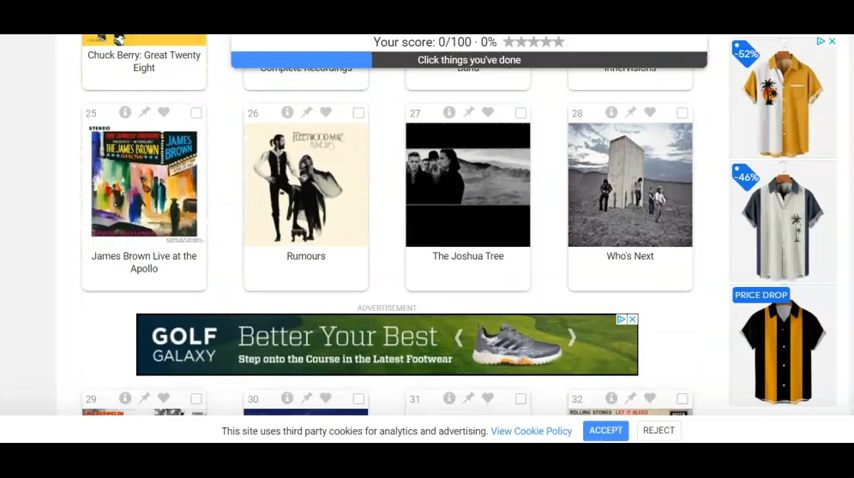 Your score: 0/100 · 0%
Click things you've done
Chuck Berry: Great Twenty
Eight
Complete Recordings
Band
Innervisions
25
26
27
28
STEREO
THE JAMES BROWN
SHOW
JAMES
BROWN
FLEETWOOD MAC
RUMOURS
James Brown Live at the
Apollo
Rumours
The Joshua Tree
Who's Next
ADVERTISEMENT
GOLF
GALAXY
Better Your Best
Step onto the Course in the Latest Footwear
29
30
31
32
ROLLING STONES LET IT BLEED
-52%
-46%
PRICE DROP
This site uses third party cookies for analytics and advertising. View Cookie Policy
ACCEPT
REJECT